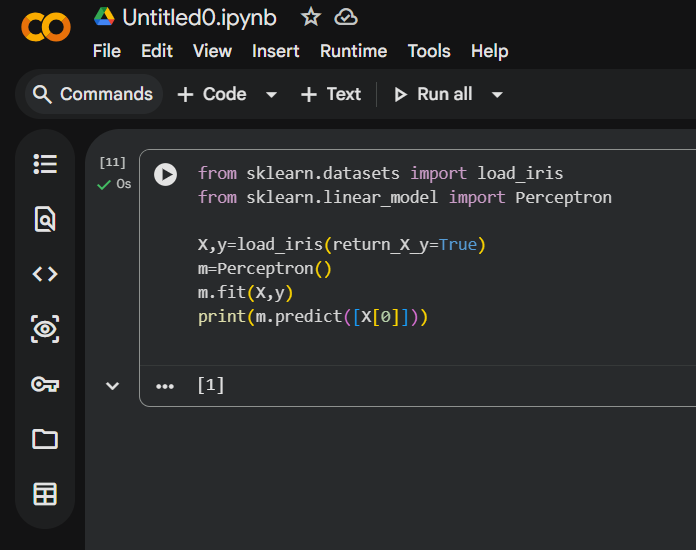 Untitled0.ipynb
File Edit View Insert Runtime Tools Help
Commands + Code + Text Run all
[11]
0s
from sklearn.datasets import load_iris
from sklearn.linear_model import Perceptron
X,y=load_iris(return_X_y=True)
m=Perceptron()
m.fit(X,y)
print(m.predict([X[0]]))
[1]